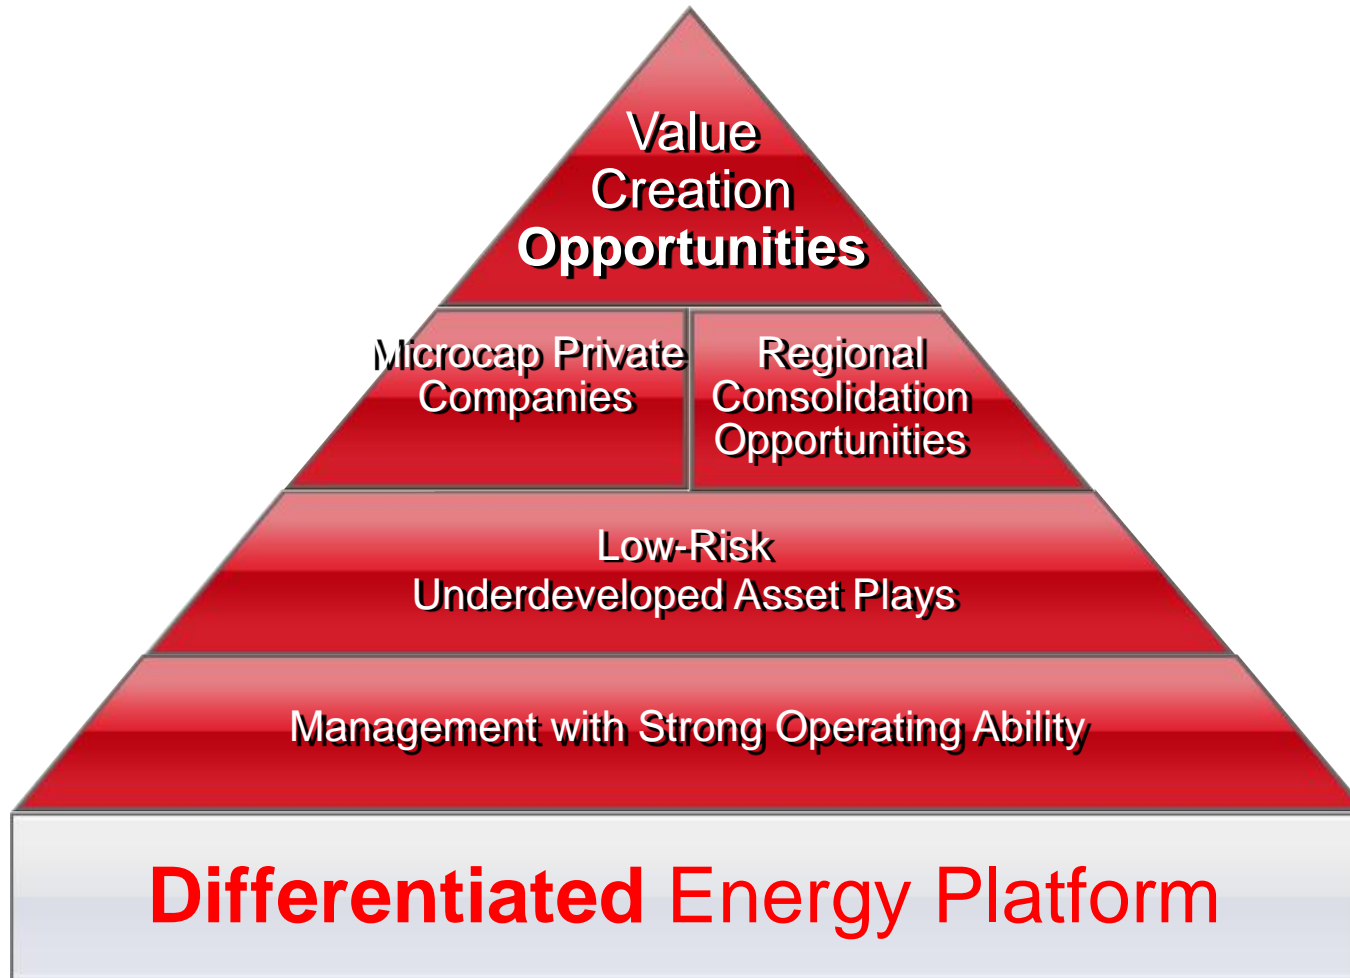 Value
Creation
Opportunities
Microcap Private
Companies
Regional
Consolidation
Opportunities
Low-Risk
Underdeveloped Asset Plays
Management with Strong Operating Ability
Differentiated Energy Platform